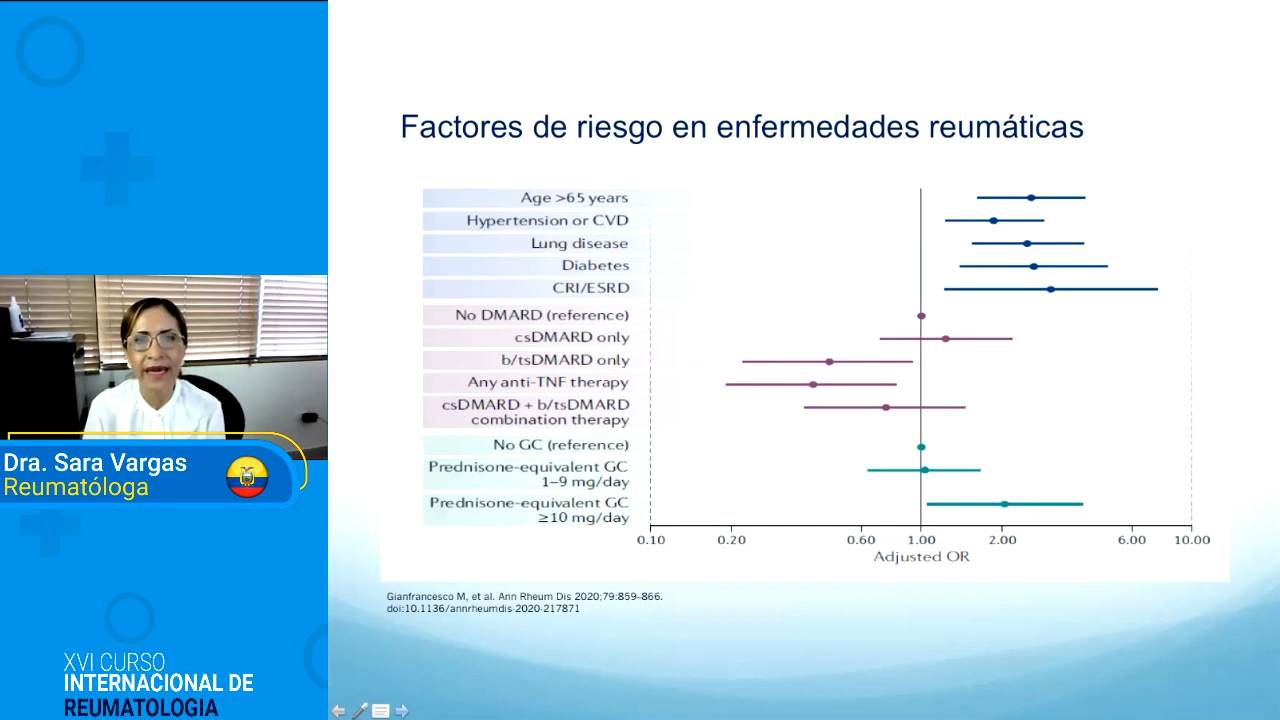 Factores de riesgo en enfermedades reumáticas
Age >65 years
Hypertension or CVD
Lung disease
Diabetes
CRI/ESRD
No DMARD (reference)
csDMARD only
b/tsDMARD only
Any anti-TNF therapy
csDMARD + b/tsDMARD
combination therapy
No GC (reference)
Prednisone-equivalent GC
1–9 mg/day
Prednisone-equivalent GC
≥10 mg/day
0.10 0.20 0.60 1.00 2.00 6.00 10.00
Adjusted OR
Gianfrancesco M, et al. Ann Rheum Dis 2020;79:859–866.
doi:10.1136/annrheumdis-2020-217871
Dra. Sara Vargas
Reumatóloga
XVI CURSO
INTERNACIONAL DE
REUMATOLOGIA